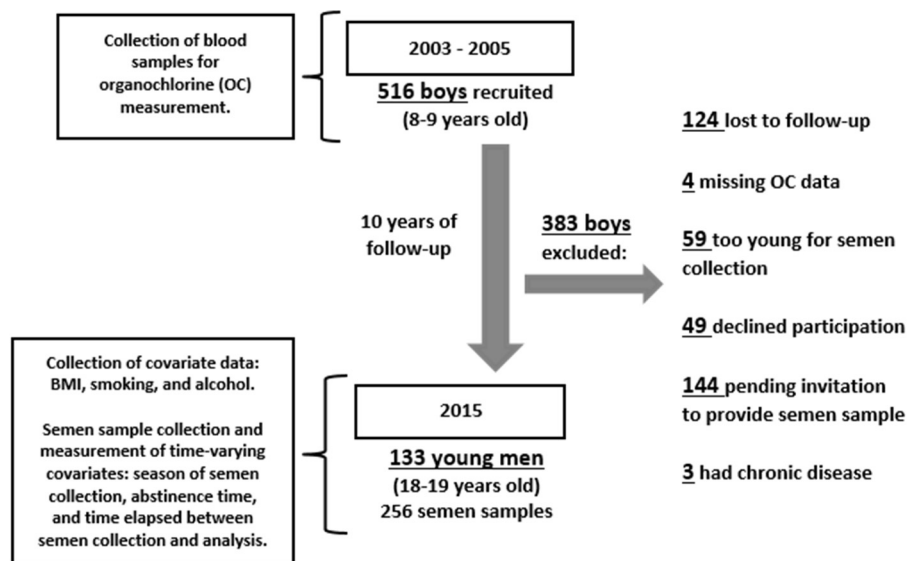 Collection of blood
samples for
organochlorine (OC)
measurement.
2003 - 2005
516 boys recruited
(8-9 years old)
10 years of
follow-up
383 boys
excluded:
124 lost to follow-up
4 missing OC data
59 too young for semen
collection
49 declined participation
144 pending invitation
to provide semen sample
3 had chronic disease
Collection of covariate data:
BMI, smoking, and alcohol.
Semen sample collection and
measurement of time-varying
covariates: season of semen
collection, abstinence time,
and time elapsed between
semen collection and analysis.
2015
133 young men
(18-19 years old)
256 semen samples